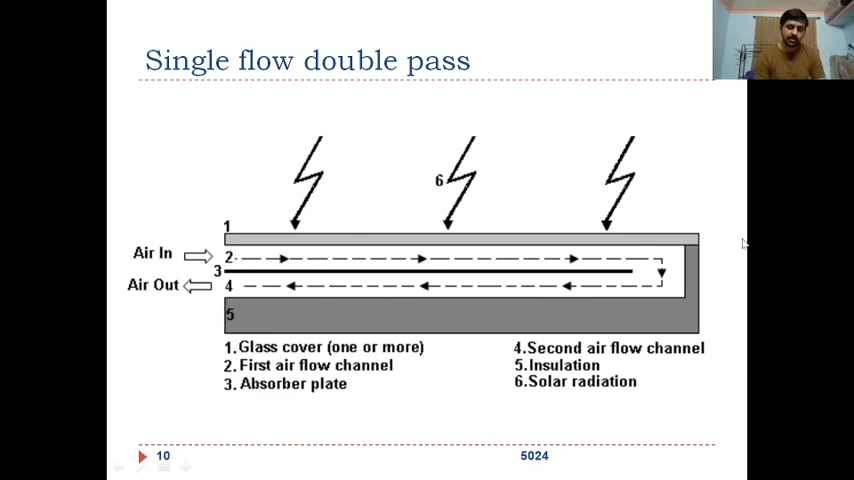 Single flow double pass
6
1
Air In
2
3
Air Out
4
5
1.Glass cover (one or more)
2.First air flow channel
3.Absorber plate
4.Second air flow channel
5.Insulation
6.Solar radiation
10
5024